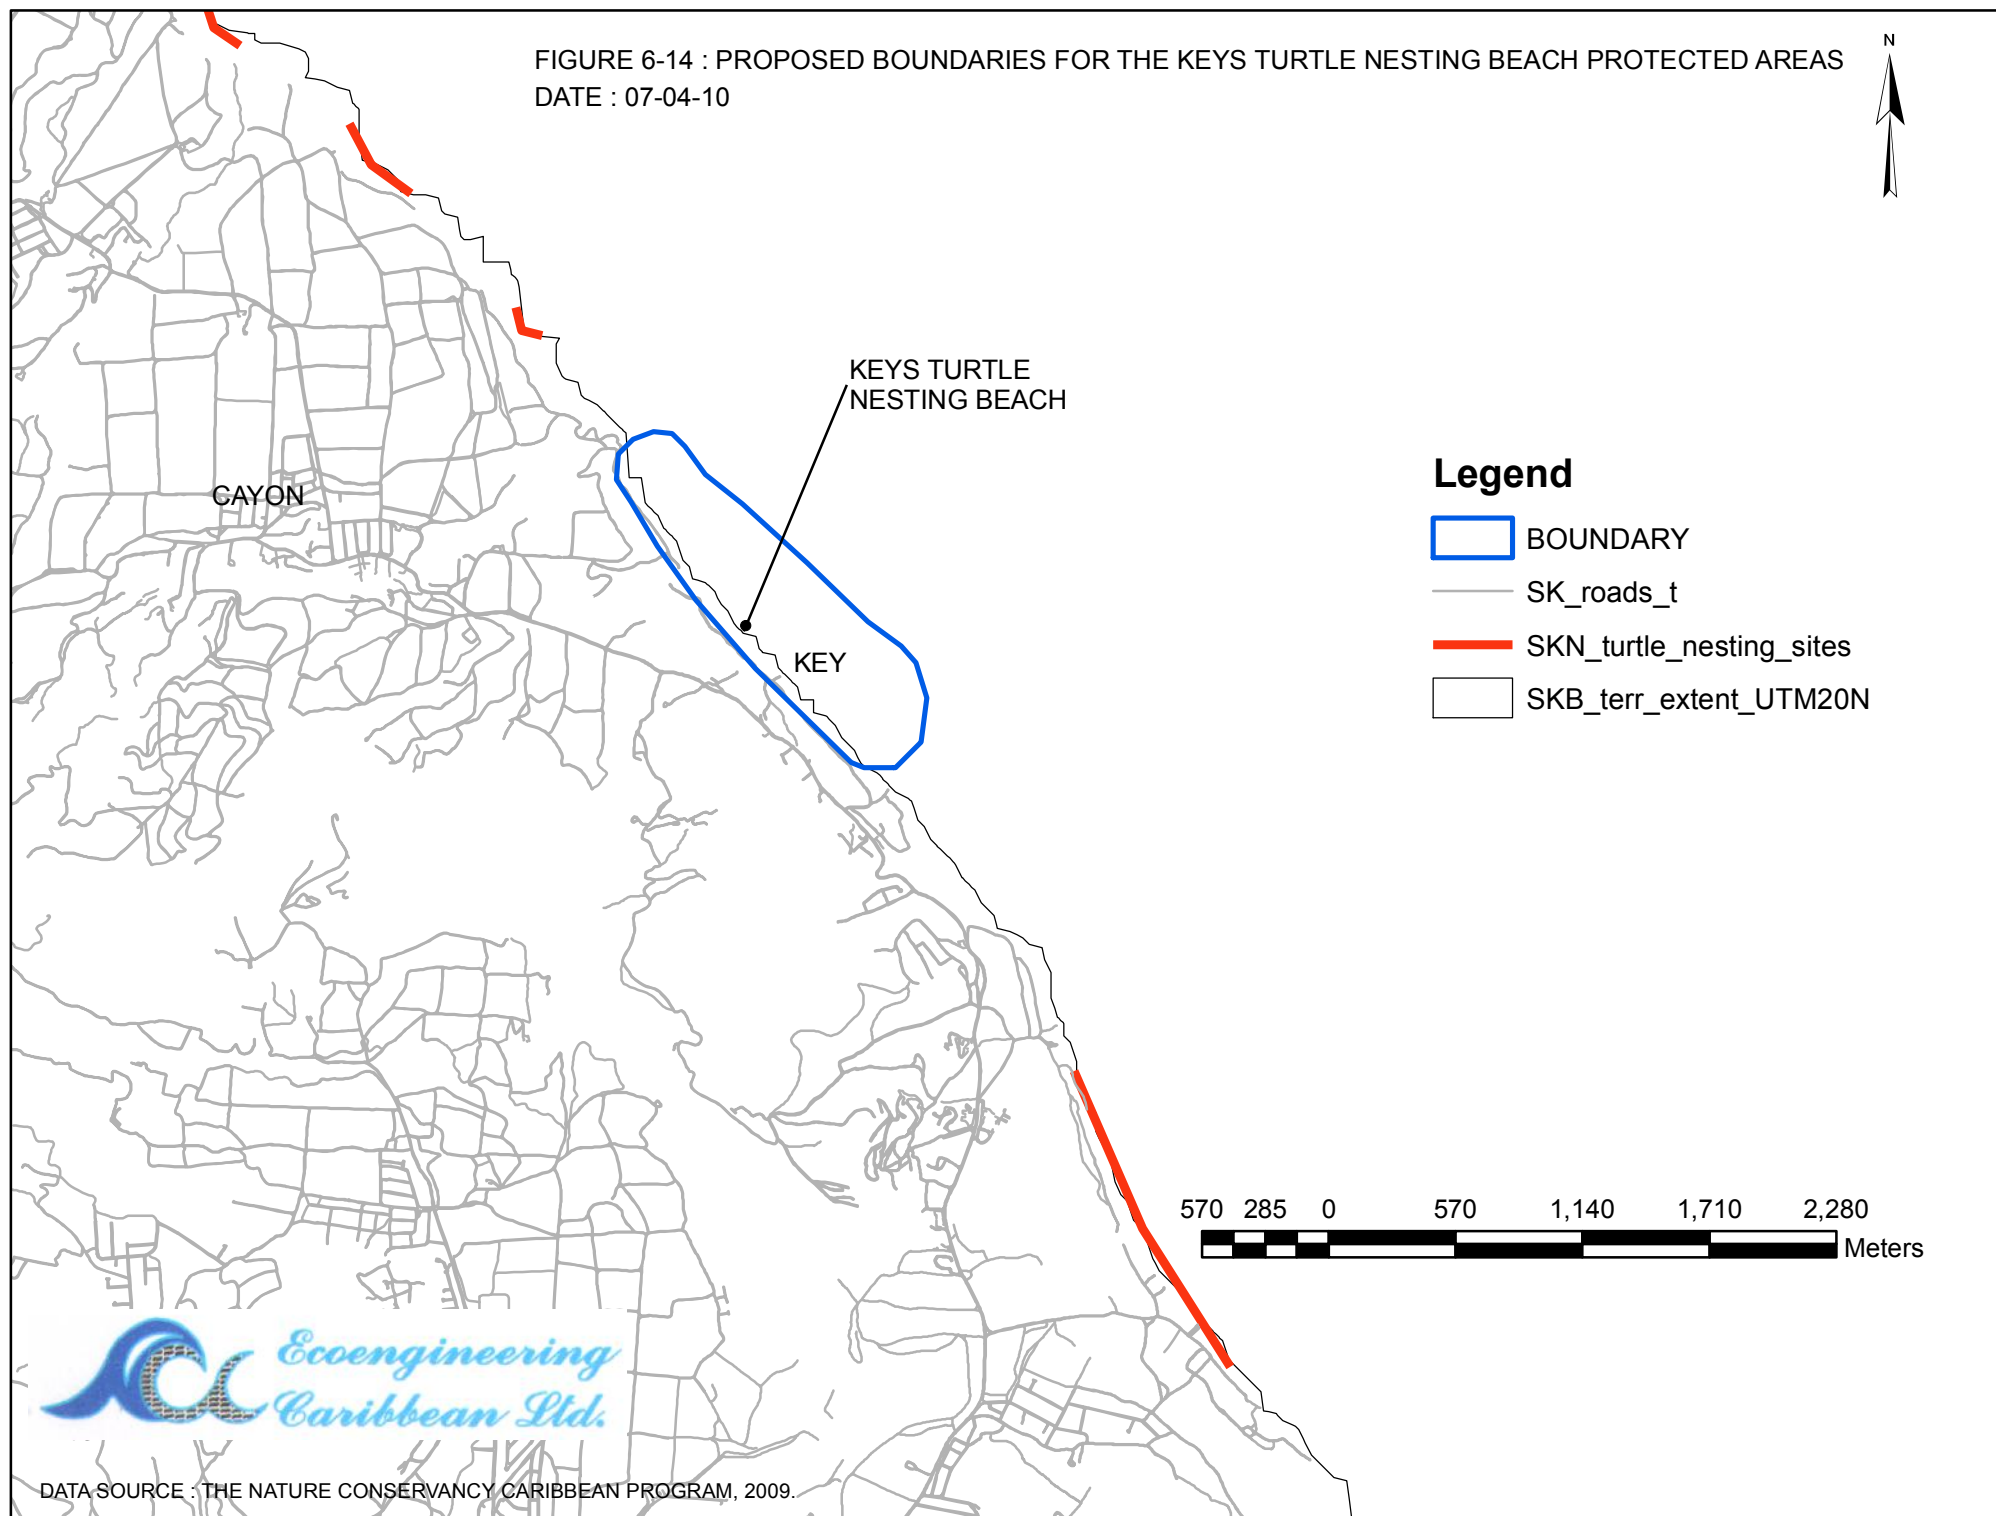 FIGURE 6-14 : PROPOSED BOUNDARIES FOR THE KEYS TURTLE NESTING BEACH PROTECTED AREAS
DATE : 07-04-10
N
KEYS TURTLE
NESTING BEACH
CAYON
KEY
Legend
BOUNDARY
SK_roads_t
SKN_turtle_nesting_sites
SKB_terr_extent_UTM20N
570 285 0 570 1,140 1,710 2,280
Meters
Ecoengineering
Caribbean Ltd.
DATA SOURCE : THE NATURE CONSERVANCY CARIBBEAN PROGRAM, 2009.